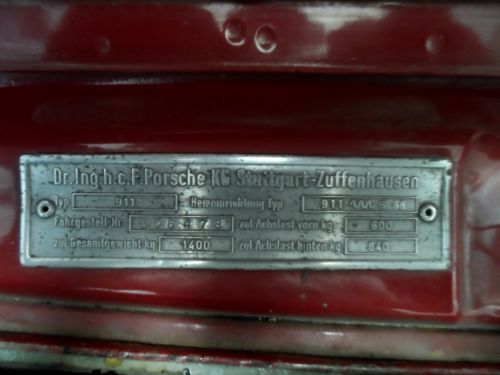 Dr.Ing.h.c.F.Porsche KG Stuttgart-Zuffenhausen
Typ 911 Heizeinrichtung Typ 911
Fahrgestell-Nr zul Achslast vorn kg 600
zul Gesamtgewicht kg 1400 zul Achslast hinten kg 840